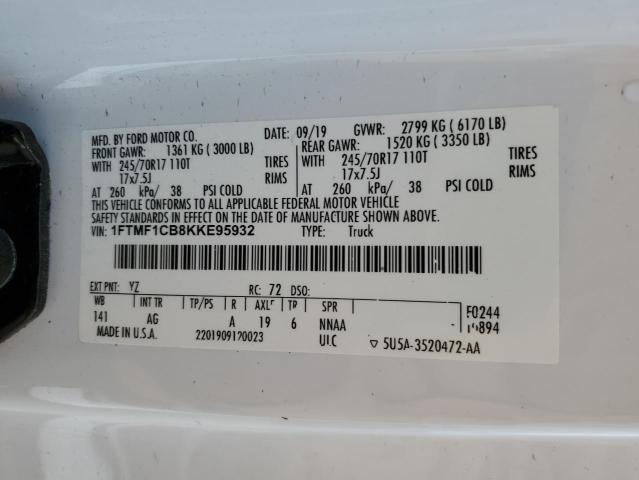 MFD. BY FORD MOTOR CO. DATE: 09/19 GVWR: 2799 KG ( 6170 LB)
FRONT GAWR: 1361 KG ( 3000 LB) REAR GAWR: 1520 KG ( 3350 LB)
WITH 245/70R17 110T TIRES WITH 245/70R17 110T TIRES
17x7.5J RIMS 17x7.5J RIMS
AT 260 kPa/ 38 PSI COLD AT 260 kPa/ 38 PSI COLD
THIS VEHICLE CONFORMS TO ALL APPLICABLE FEDERAL MOTOR VEHICLE
SAFETY STANDARDS IN EFFECT ON THE DATE OF MANUFACTURE SHOWN ABOVE.
VIN: 1FTMF1CB8KKE95932 TYPE: Truck
EXT PNT: YZ RC: 72 DSO:
WB INT TR TP/PS R AXLE TR SPR
141 AG A 19 6 NNAA
MADE IN U.S.A. 2201909120023 ULC ▽ 5U5A-3520472-AA
F0244